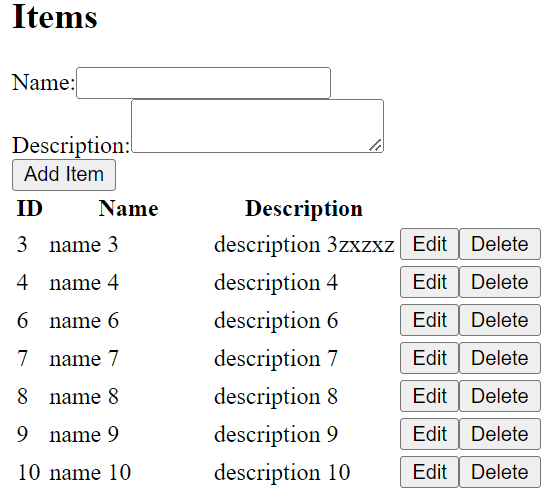 Items
Name:
Description:
Add Item
ID Name Description
3 name 3 description 3zxzxz Edit Delete
4 name 4 description 4 Edit Delete
6 name 6 description 6 Edit Delete
7 name 7 description 7 Edit Delete
8 name 8 description 8 Edit Delete
9 name 9 description 9 Edit Delete
10 name 10 description 10 Edit Delete